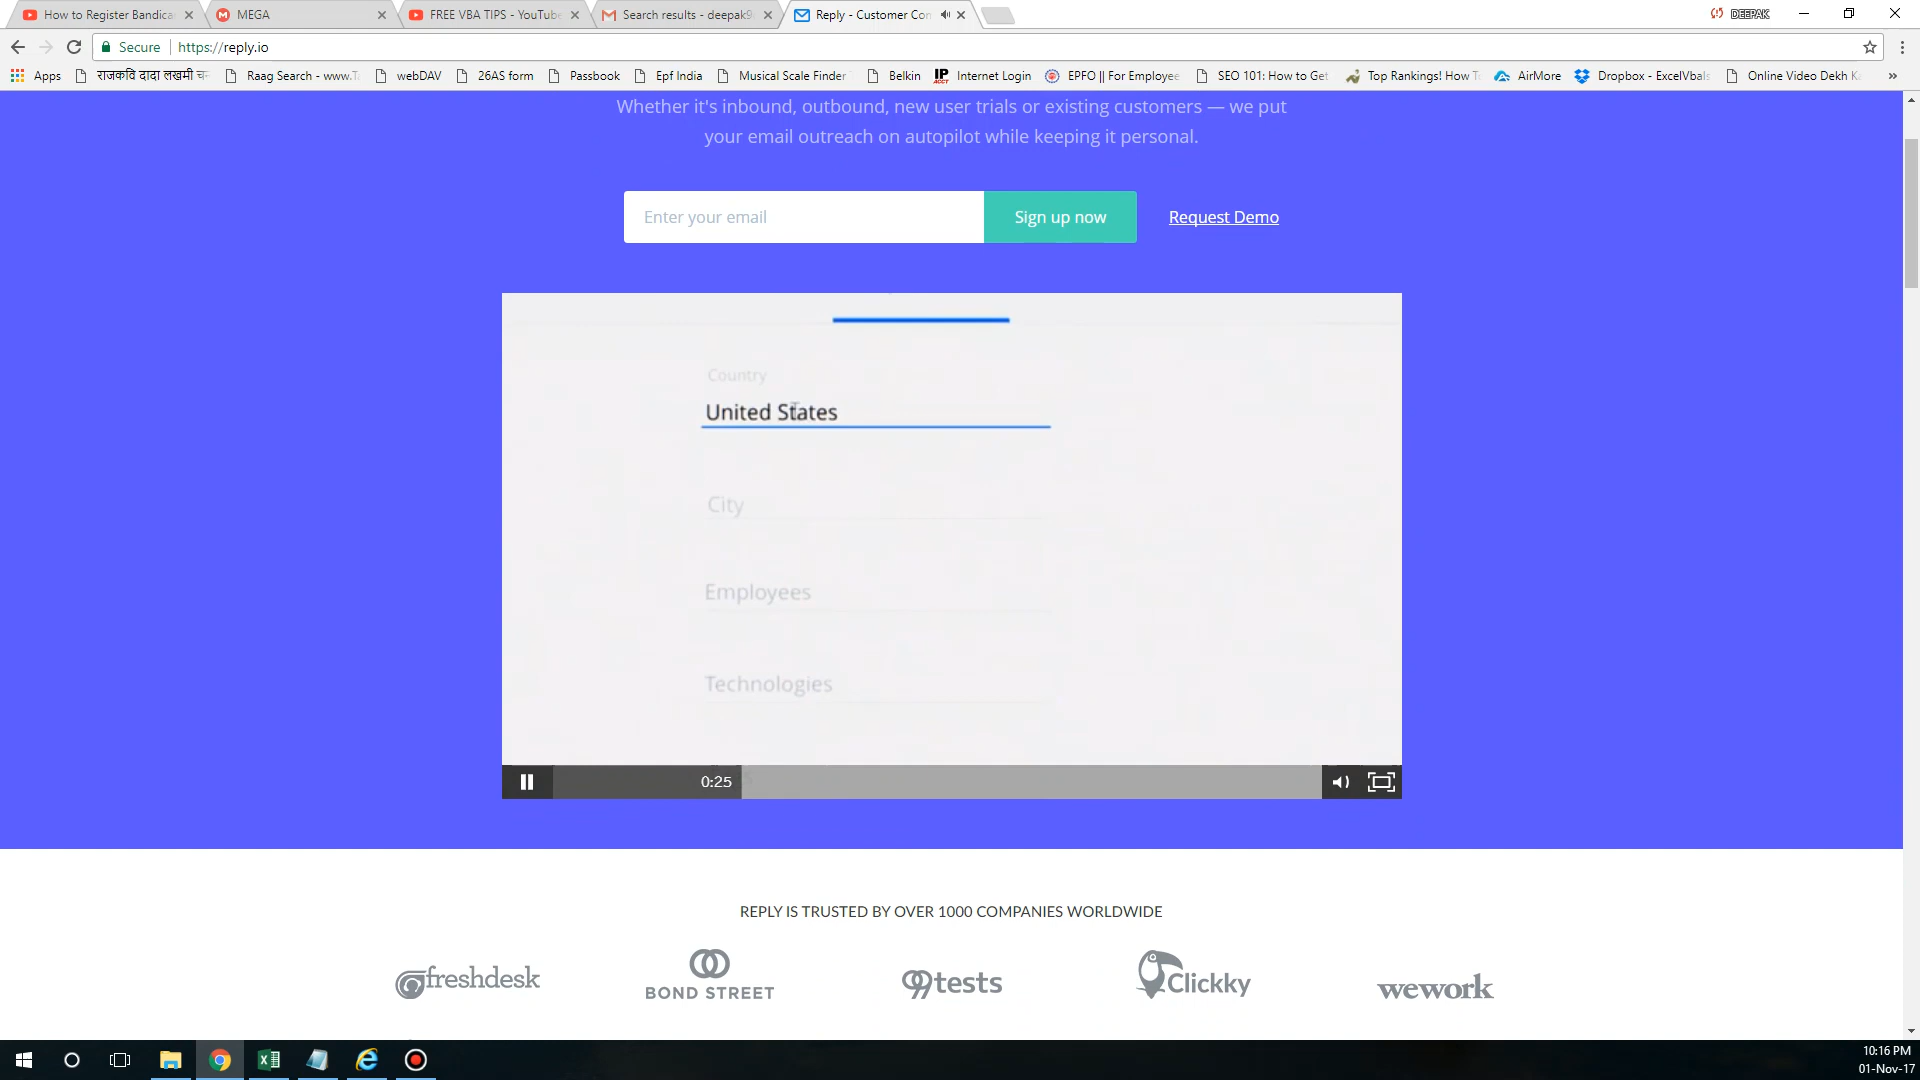 How to Register Bandica
MEGA
FREE VBA TIPS - YouTube
Search results - deepak9
Reply - Customer Con
DEEPAK
Secure
https://reply.io
Apps
राजकवि दादा लखमी
Raag Search - www.T
webDAV
26AS form
Passbook
Epf India
Musical Scale Finder
Belkin
Internet Login
EPFO || For Employee
SEO 101: How to Get
Top Rankings! How T
AirMore
Dropbox - ExcelVbaIs
Online Video Dekh K
Whether it's inbound, outbound, new user trials or existing customers — we put
your email outreach on autopilot while keeping it personal.
Enter your email
Sign up now
Request Demo
Country
United States
City
Employees
Technologies
0:25
REPLY IS TRUSTED BY OVER 1000 COMPANIES WORLDWIDE
freshdesk
BOND STREET
99tests
Clickky
wework
10:16 PM
01-Nov-17